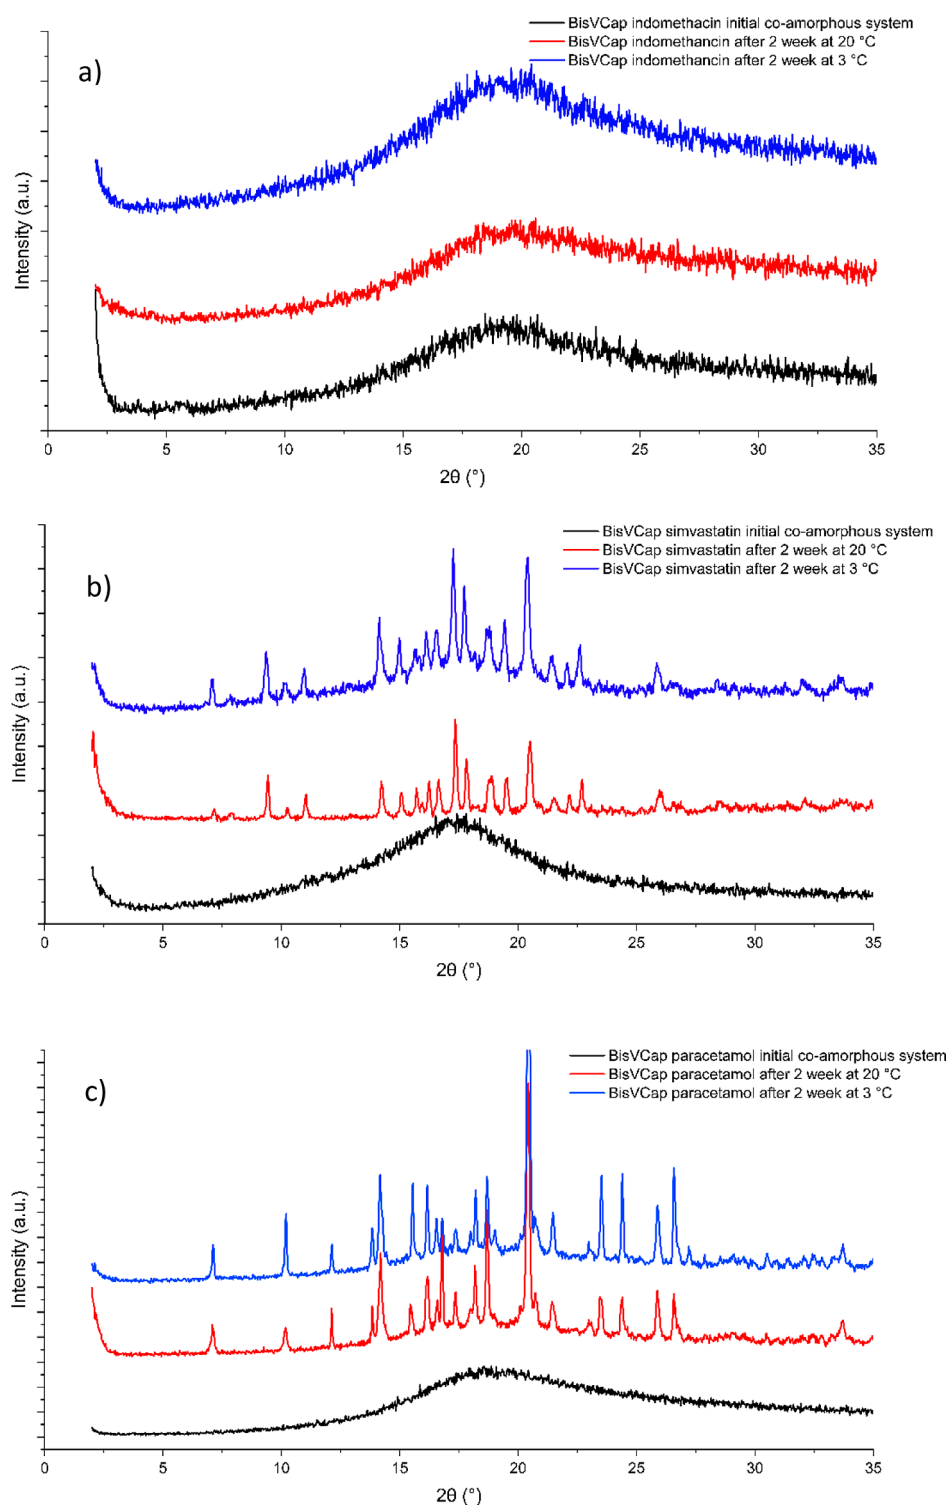 BisVCap indomethacin initial co-amorphous system
BisVCap indomethancin after 2 week at 20 °C
BisVCap indomethancin after 2 week at 3 °C
a)
Intensity (a.u.)
0 5 10 15 20 25 30 35
2θ (°)
BisVCap simvastatin initial co-amorphous system
BisVCap simvastatin after 2 week at 20 °C
BisVCap simvastatin after 2 week at 3 °C
b)
Intensity (a.u.)
0 5 10 15 20 25 30 35
2θ (°)
BisVCap paracetamol initial co-amorphous system
BisVCap paracetamol after 2 week at 20 °C
BisVCap paracetamol after 2 week at 3 °C
c)
Intensity (a.u.)
0 5 10 15 20 25 30 35
2θ (°)